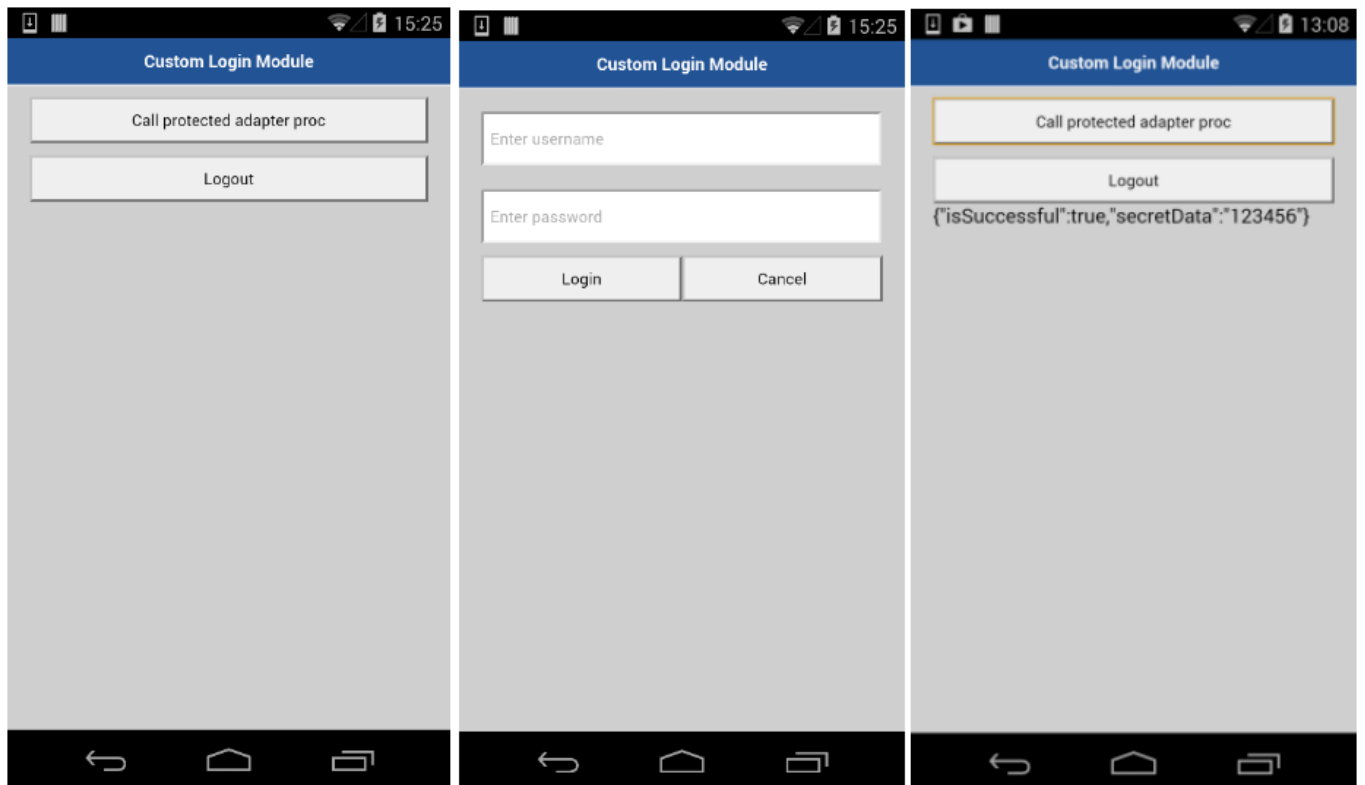 15:25
Custom Login Module
Call protected adapter proc
Logout
15:25
Custom Login Module
Enter username
Enter password
Login Cancel
13:08
Custom Login Module
Call protected adapter proc
Logout
{"isSuccessful":true,"secretData":"123456"}